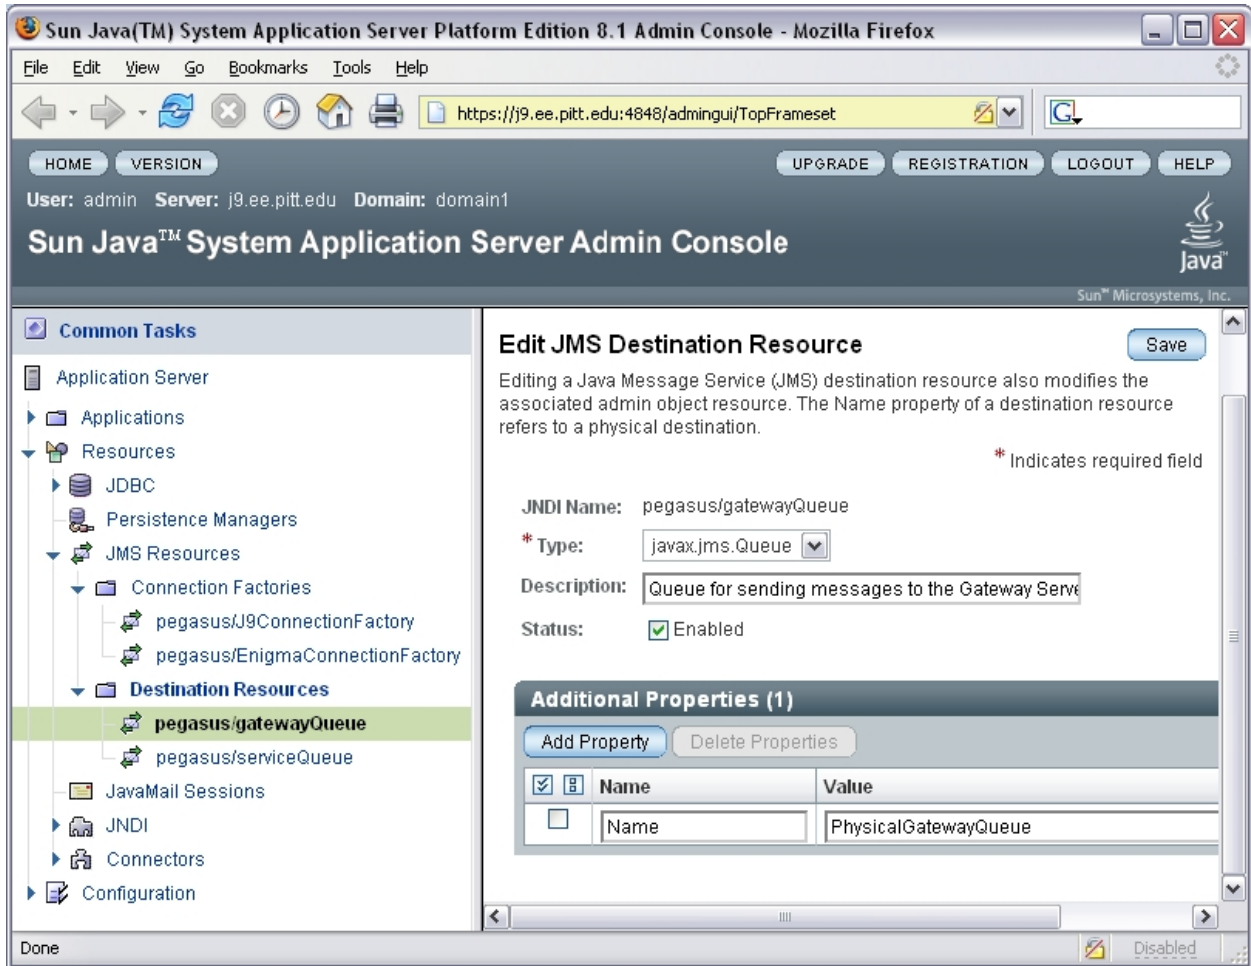 Sun Java(TM) System Application Server Platform Edition 8.1 Admin Console - Mozilla Firefox
File Edit View Go Bookmarks Tools Help
https://j9.ee.pitt.edu:4848/admingui/TopFrameset
G
HOME VERSION UPGRADE REGISTRATION LOGOUT HELP
User: admin Server: j9.ee.pitt.edu Domain: domain1
Sun Java™ System Application Server Admin Console
Java™
Sun™ Microsystems, Inc.
Common Tasks
Application Server
Applications
Resources
JDBC
Persistence Managers
JMS Resources
Connection Factories
pegasus/J9ConnectionFactory
pegasus/EnigmaConnectionFactory
Destination Resources
pegasus/gatewayQueue
pegasus/serviceQueue
JavaMail Sessions
JNDI
Connectors
Configuration
Edit JMS Destination Resource
Save
Editing a Java Message Service (JMS) destination resource also modifies the
associated admin object resource. The Name property of a destination resource
refers to a physical destination.
* Indicates required field
JNDI Name: pegasus/gatewayQueue
* Type: javax.jms.Queue
Description: Queue for sending messages to the Gateway Serve
Status: Enabled
Additional Properties (1)
Add Property Delete Properties
Name Value
Name PhysicalGatewayQueue
Done Disabled